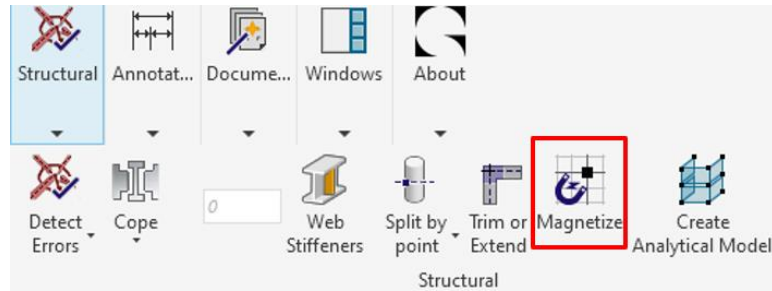 Structural Annotat... Docume... Windows About
Detect Errors Cope 0 Web Stiffeners Split by point Trim or Extend Magnetize Create Analytical Model
Structural